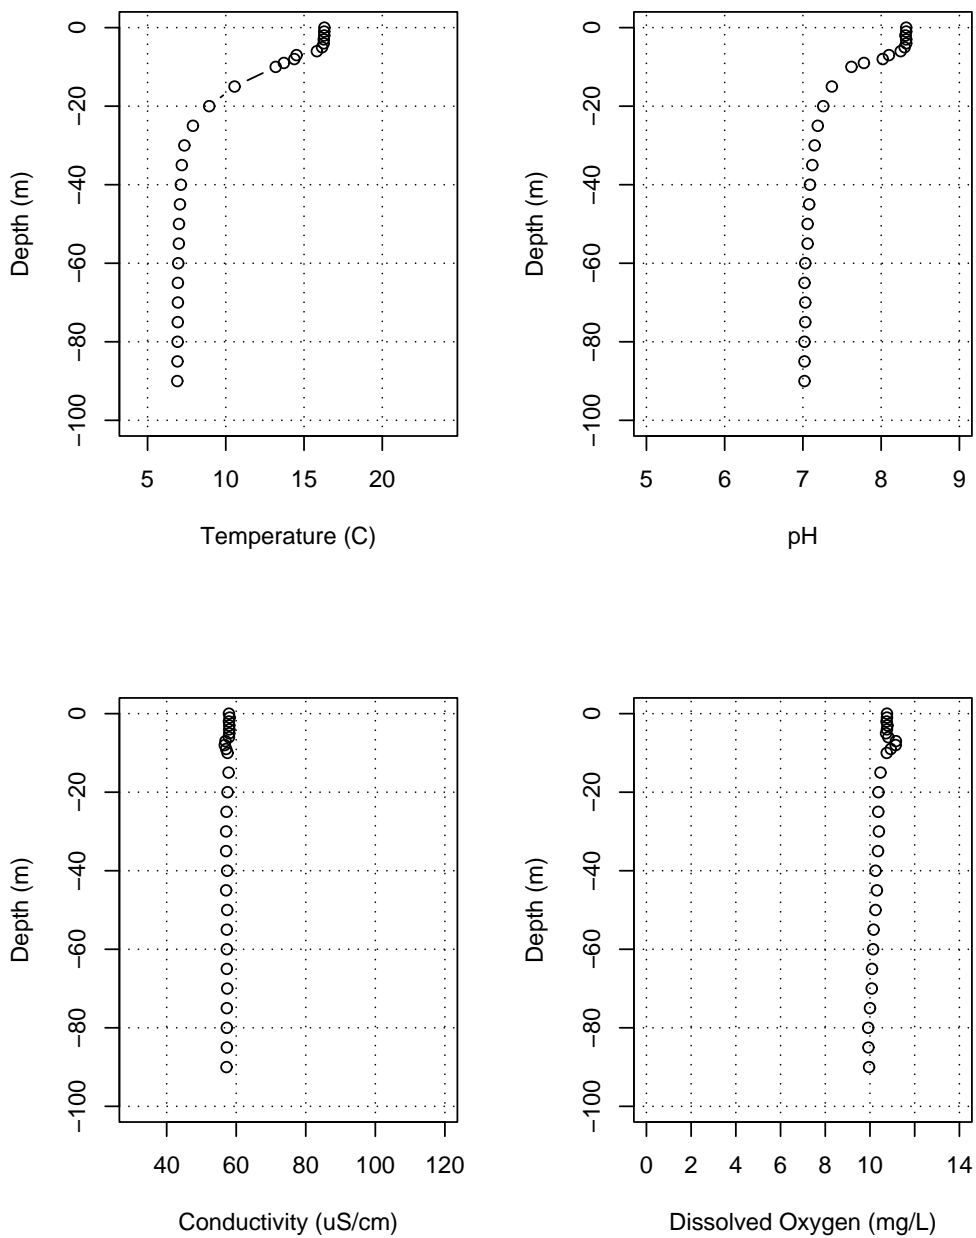 0
−20
−40
−60
−80
−100
Depth (m)
5 10 15 20
Temperature (C)
0
−20
−40
−60
−80
−100
Depth (m)
5 6 7 8 9
pH
0
−20
−40
−60
−80
−100
Depth (m)
40 60 80 100 120
Conductivity (uS/cm)
0
−20
−40
−60
−80
−100
Depth (m)
0 2 4 6 8 10 14
Dissolved Oxygen (mg/L)